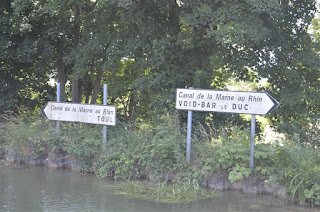 Canal de la Marne au Rhin
TOUL
Canal de la Marne au Rhin
VOID-BAR LE DUC